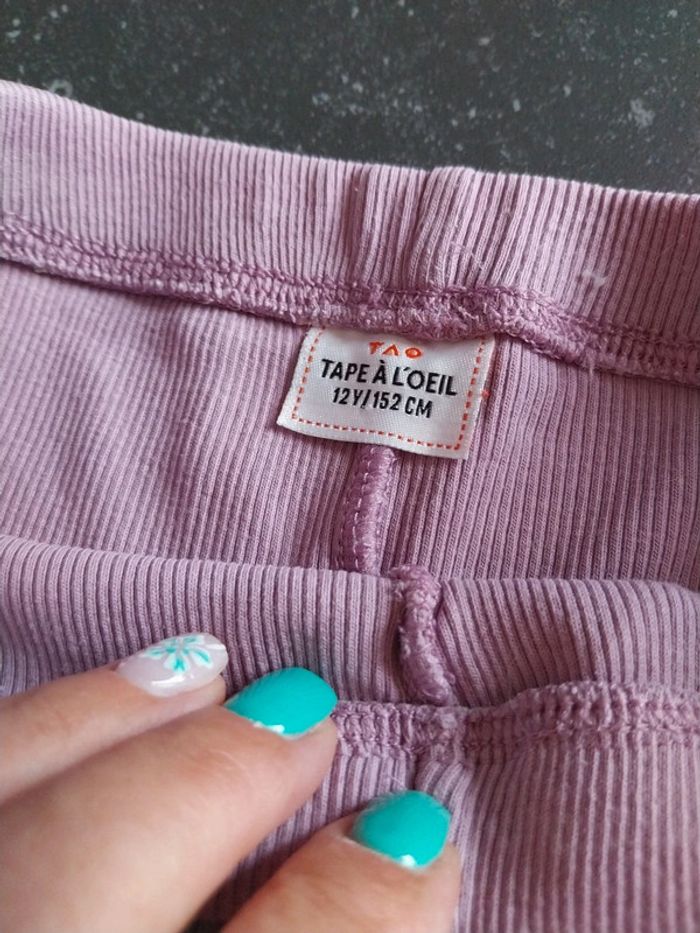 TAO
TAPE À L'OEIL
12Y/152 CM